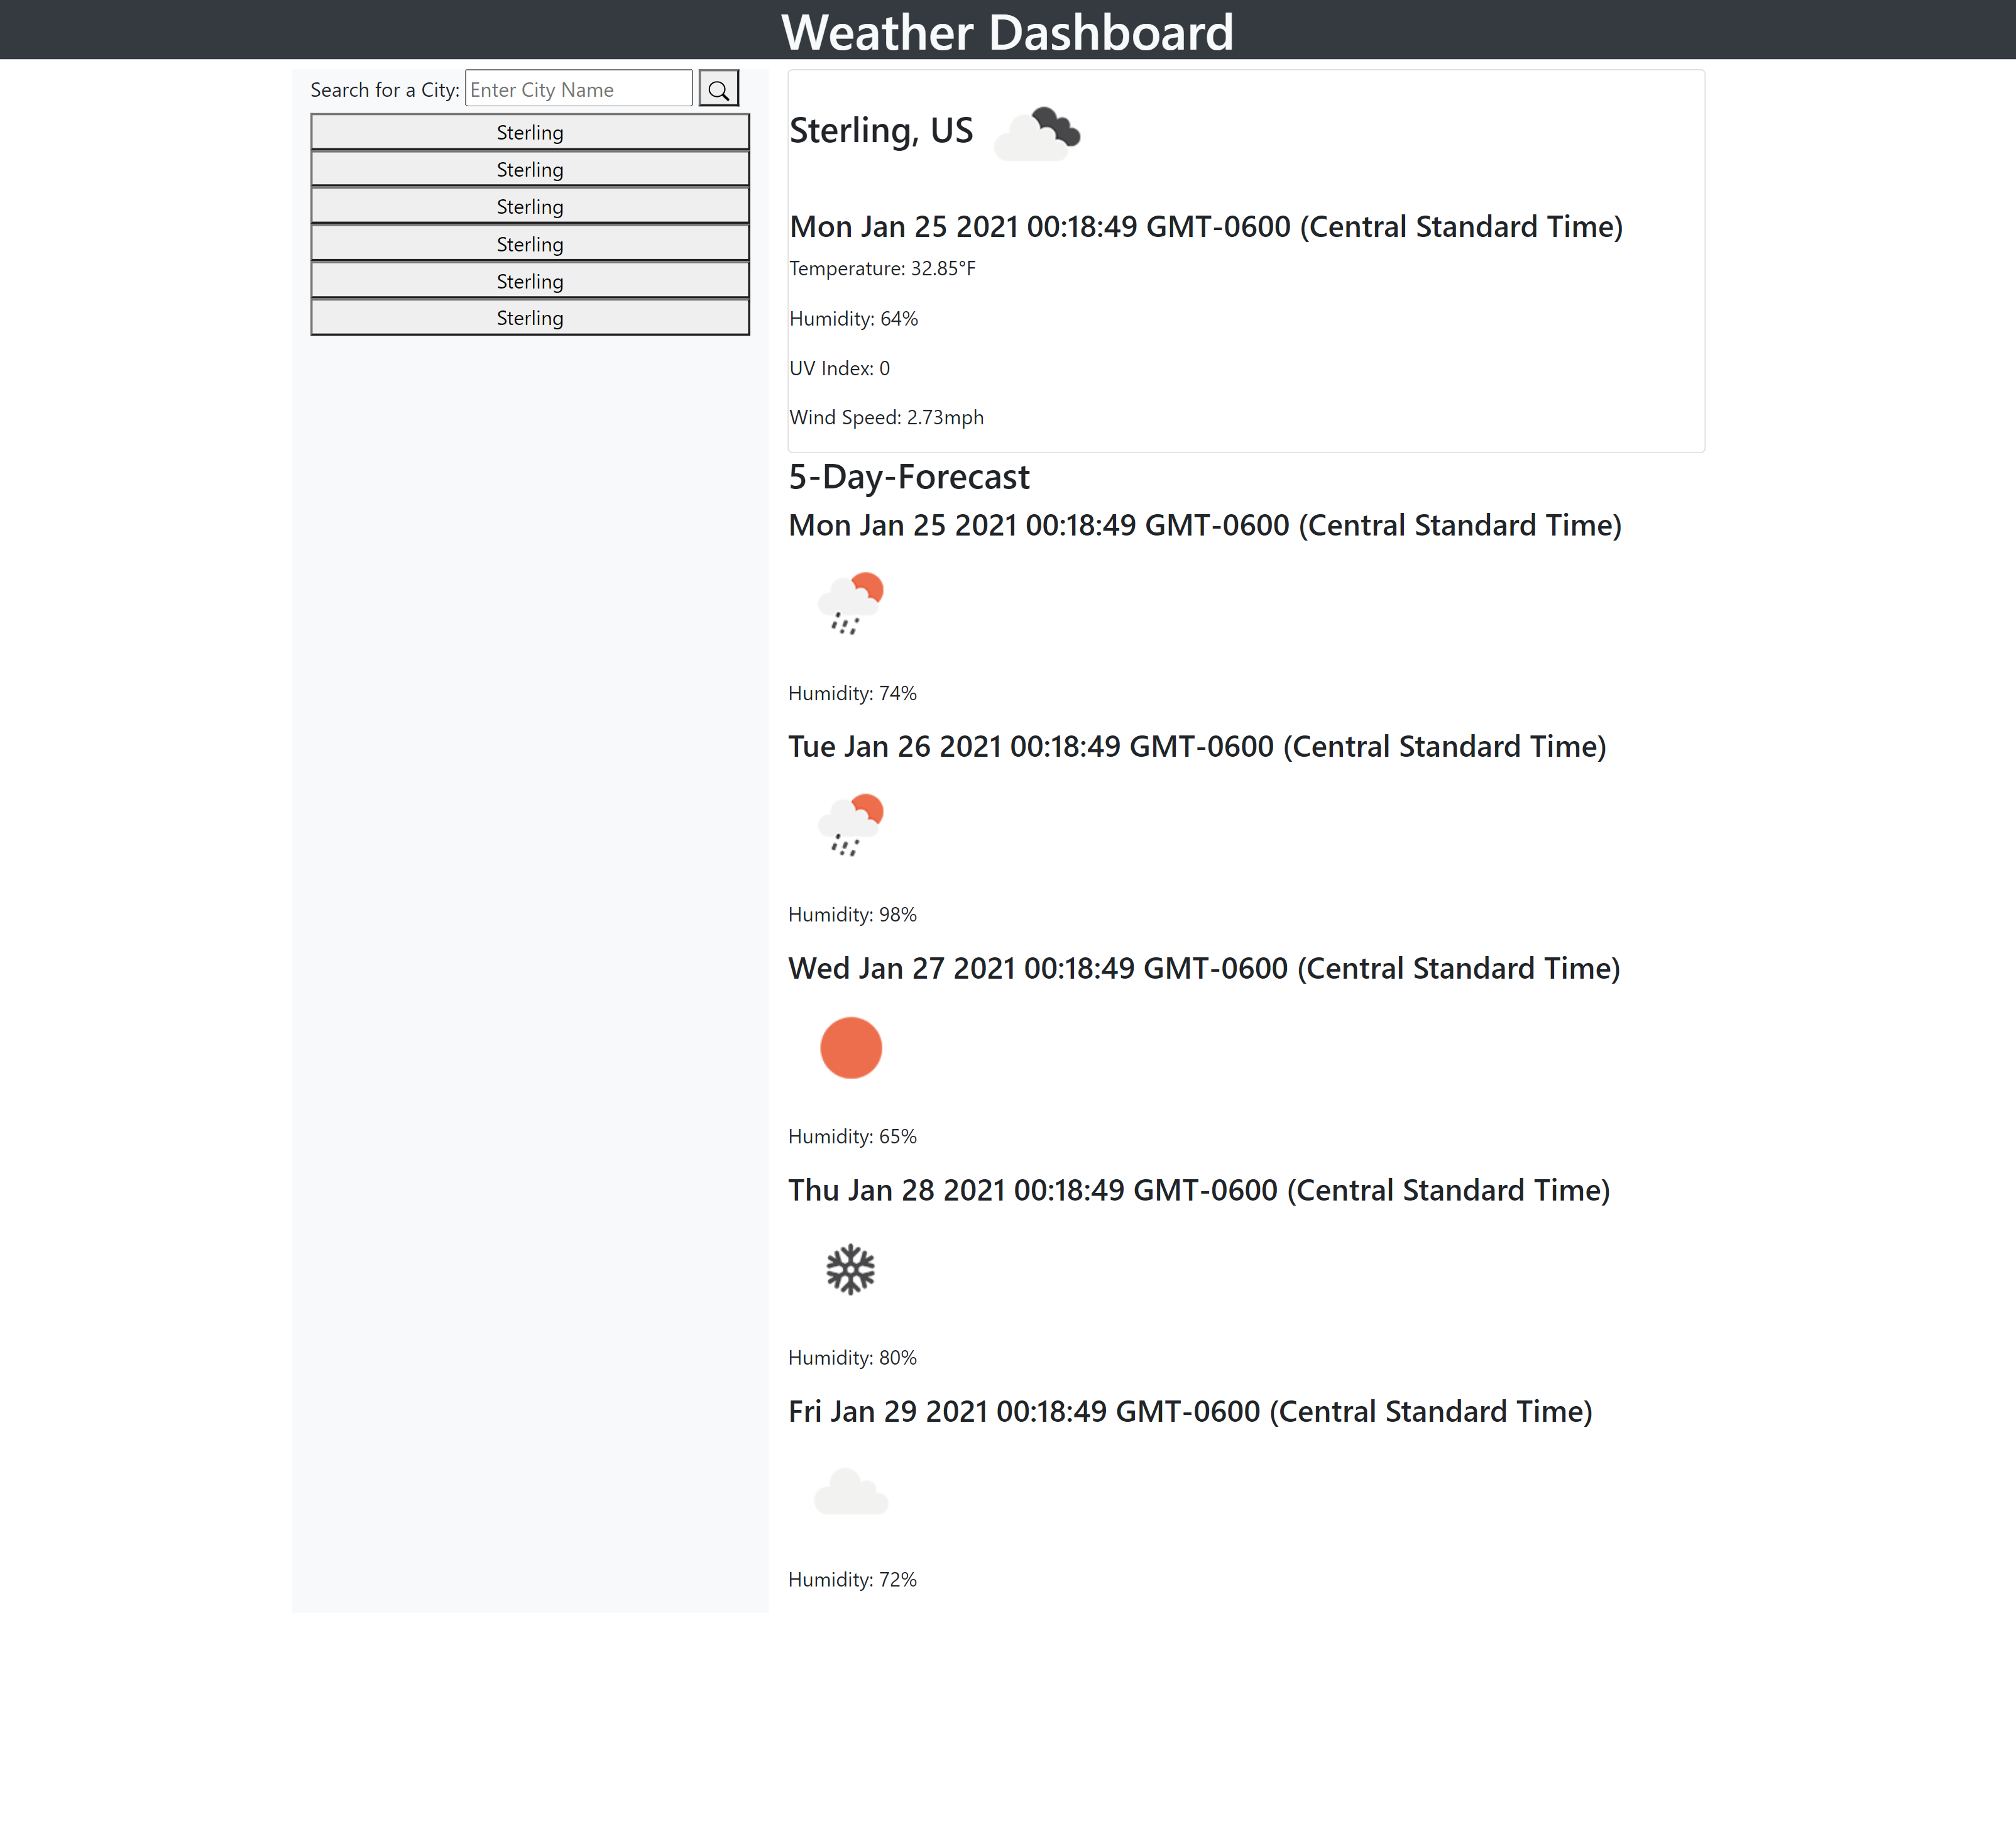 Weather Dashboard
Search for a City: Enter City Name
Sterling
Sterling
Sterling
Sterling
Sterling
Sterling
Sterling, US
Mon Jan 25 2021 00:18:49 GMT-0600 (Central Standard Time)
Temperature: 32.85°F
Humidity: 64%
UV Index: 0
Wind Speed: 2.73mph
5-Day-Forecast
Mon Jan 25 2021 00:18:49 GMT-0600 (Central Standard Time)
Humidity: 74%
Tue Jan 26 2021 00:18:49 GMT-0600 (Central Standard Time)
Humidity: 98%
Wed Jan 27 2021 00:18:49 GMT-0600 (Central Standard Time)
Humidity: 65%
Thu Jan 28 2021 00:18:49 GMT-0600 (Central Standard Time)
Humidity: 80%
Fri Jan 29 2021 00:18:49 GMT-0600 (Central Standard Time)
Humidity: 72%